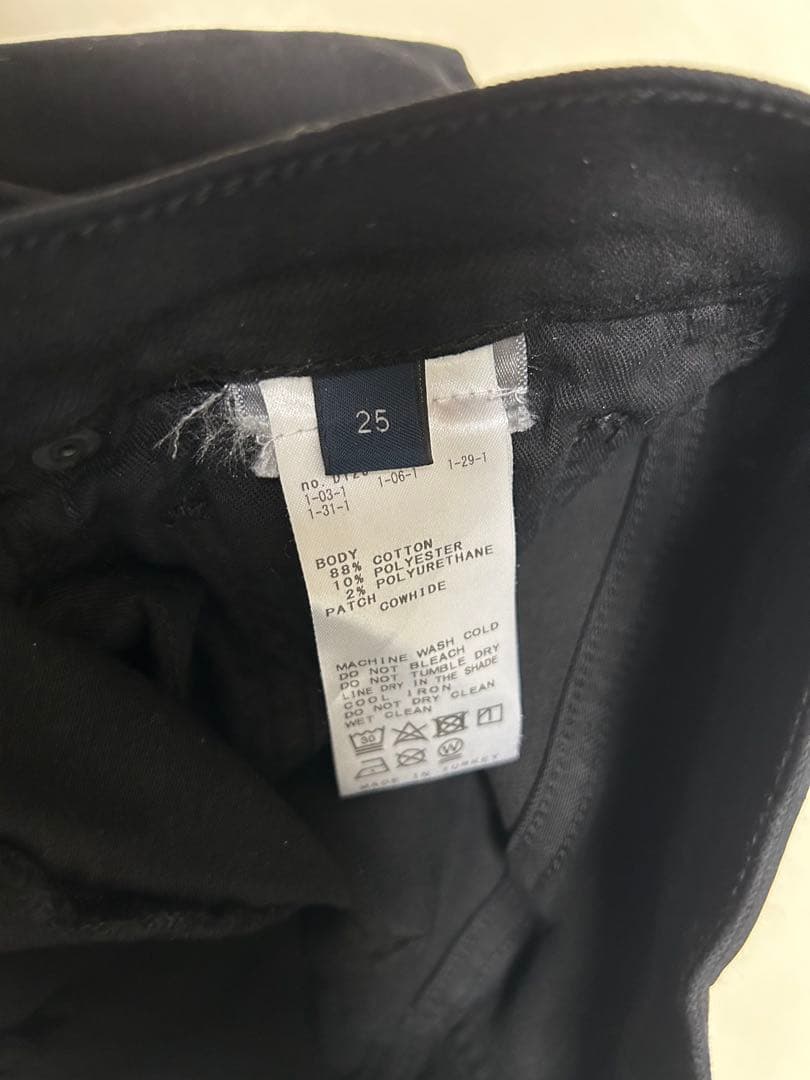 25
no.
1-03-1 1-06-1 1-29-1
1-31-1
BODY
88% COTTON
10% POLYESTER
2% POLYURETHANE
PATCH COWHIDE
MACHINE WASH COLD
DO NOT BLEACH
DO NOT TUMBLE DRY
LINE DRY IN THE SHADE
COOL IRON
DO NOT DRY CLEAN
WET CLEAN
30
W
MADE IN TURKEY